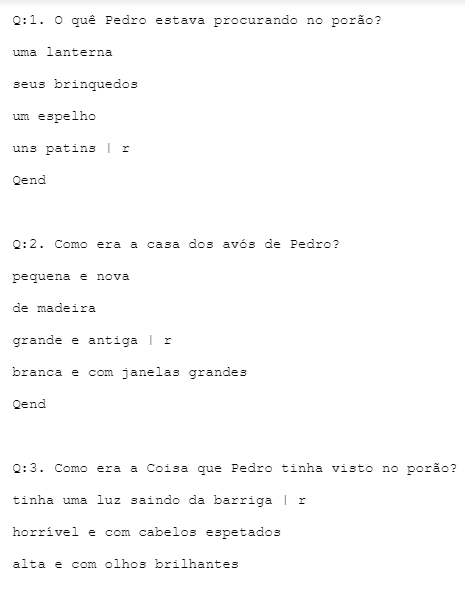 Q:1. O quê Pedro estava procurando no porão?
uma lanterna
seus brinquedos
um espelho
uns patins | r
Qend
Q:2. Como era a casa dos avós de Pedro?
pequena e nova
de madeira
grande e antiga | r
branca e com janelas grandes
Qend
Q:3. Como era a Coisa que Pedro tinha visto no porão?
tinha uma luz saindo da barriga | r
horrível e com cabelos espetados
alta e com olhos brilhantes